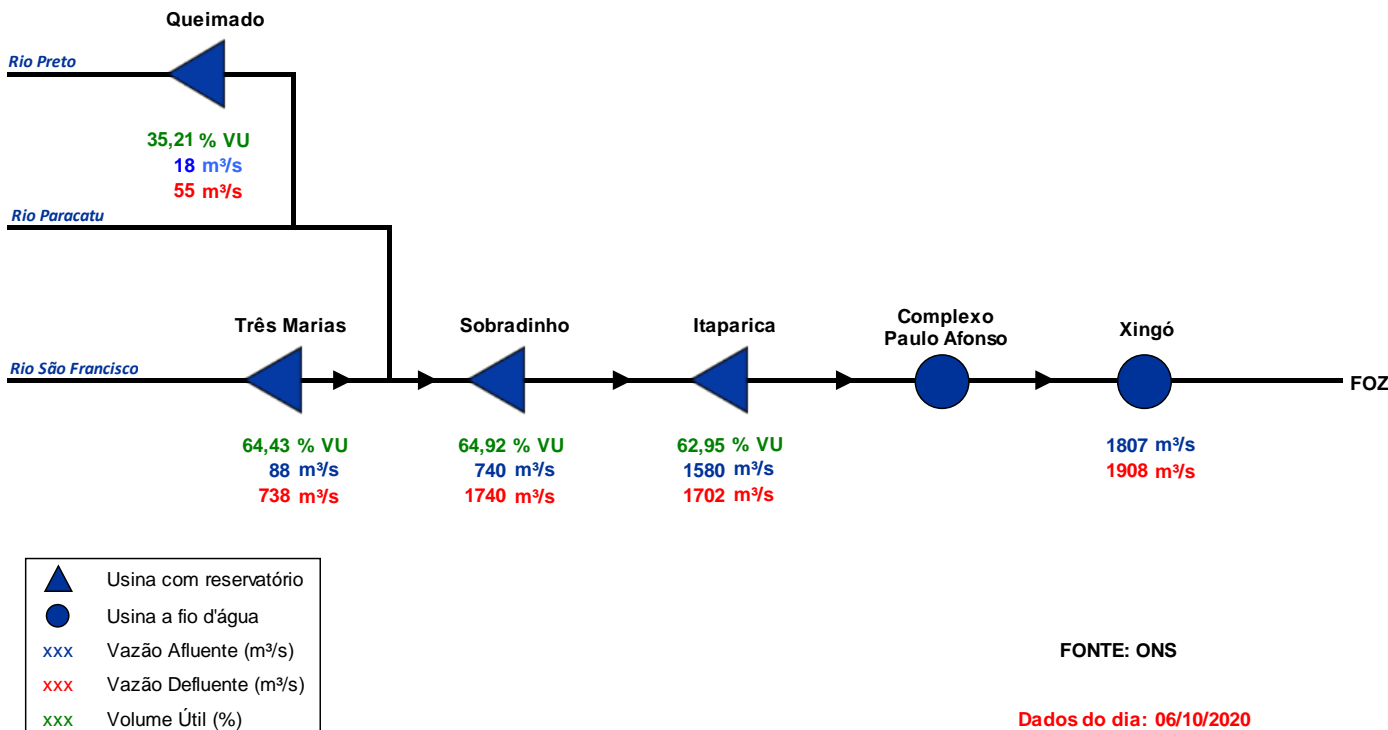 Queimado
Rio Preto
35,21 % VU
18 m³/s
55 m³/s
Rio Paracatu
Três Marias
Sobradinho
Itaparica
Complexo
Paulo Afonso
Xingó
Rio São Francisco
FOZ
64,43 % VU
88 m³/s
738 m³/s
64,92 % VU
740 m³/s
1740 m³/s
62,95 % VU
1580 m³/s
1702 m³/s
1807 m³/s
1908 m³/s
Usina com reservatório
Usina a fio d'água
xxx Vazão Afluente (m³/s)
xxx Vazão Defluente (m³/s)
xxx Volume Útil (%)
FONTE: ONS
Dados do dia: 06/10/2020